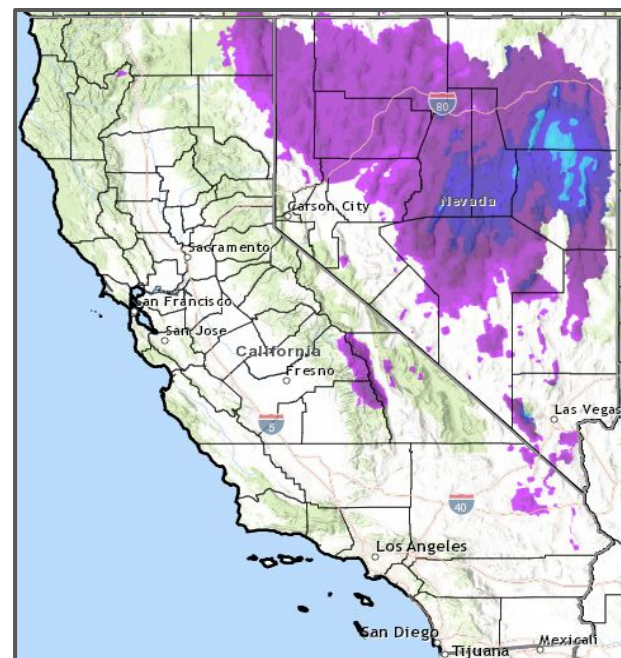 80
Nevada
Carson City
Sacramento
San Francisco
San Jose
California
Fresno
5
Las Vegas
40
Los Angeles
San Diego
Tijuana
Mexicali